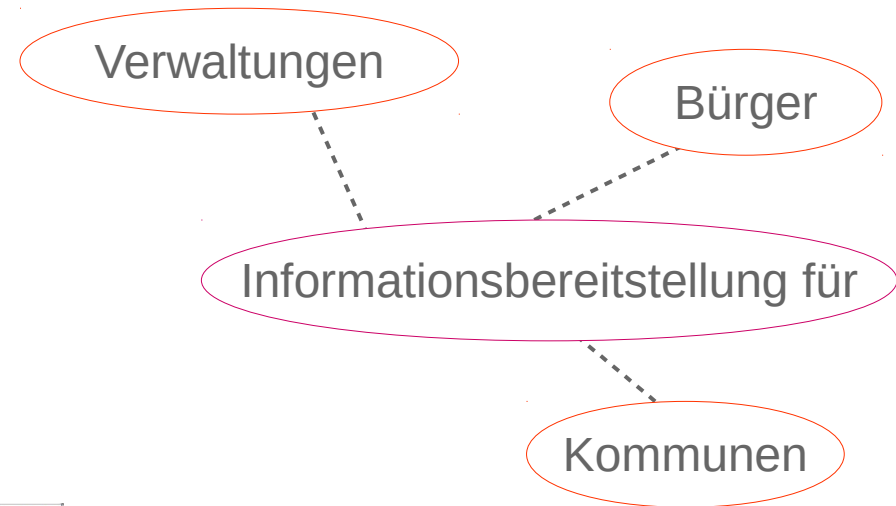 Verwaltungen
Bürger
Informationsbereitstellung für
Kommunen